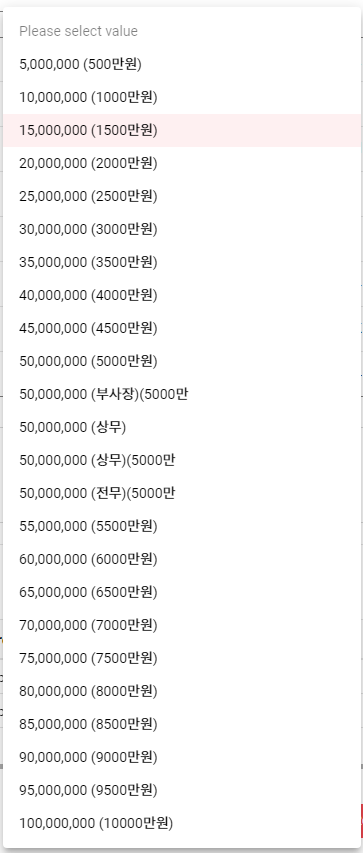 Please select value
5,000,000 (500만원)
10,000,000 (1000만원)
15,000,000 (1500만원)
20,000,000 (2000만원)
25,000,000 (2500만원)
30,000,000 (3000만원)
35,000,000 (3500만원)
40,000,000 (4000만원)
45,000,000 (4500만원)
50,000,000 (5000만원)
50,000,000 (부사장)(5000만
50,000,000 (상무)
50,000,000 (상무)(5000만
50,000,000 (전무)(5000만
55,000,000 (5500만원)
60,000,000 (6000만원)
65,000,000 (6500만원)
70,000,000 (7000만원)
75,000,000 (7500만원)
80,000,000 (8000만원)
85,000,000 (8500만원)
90,000,000 (9000만원)
95,000,000 (9500만원)
100,000,000 (10000만원)